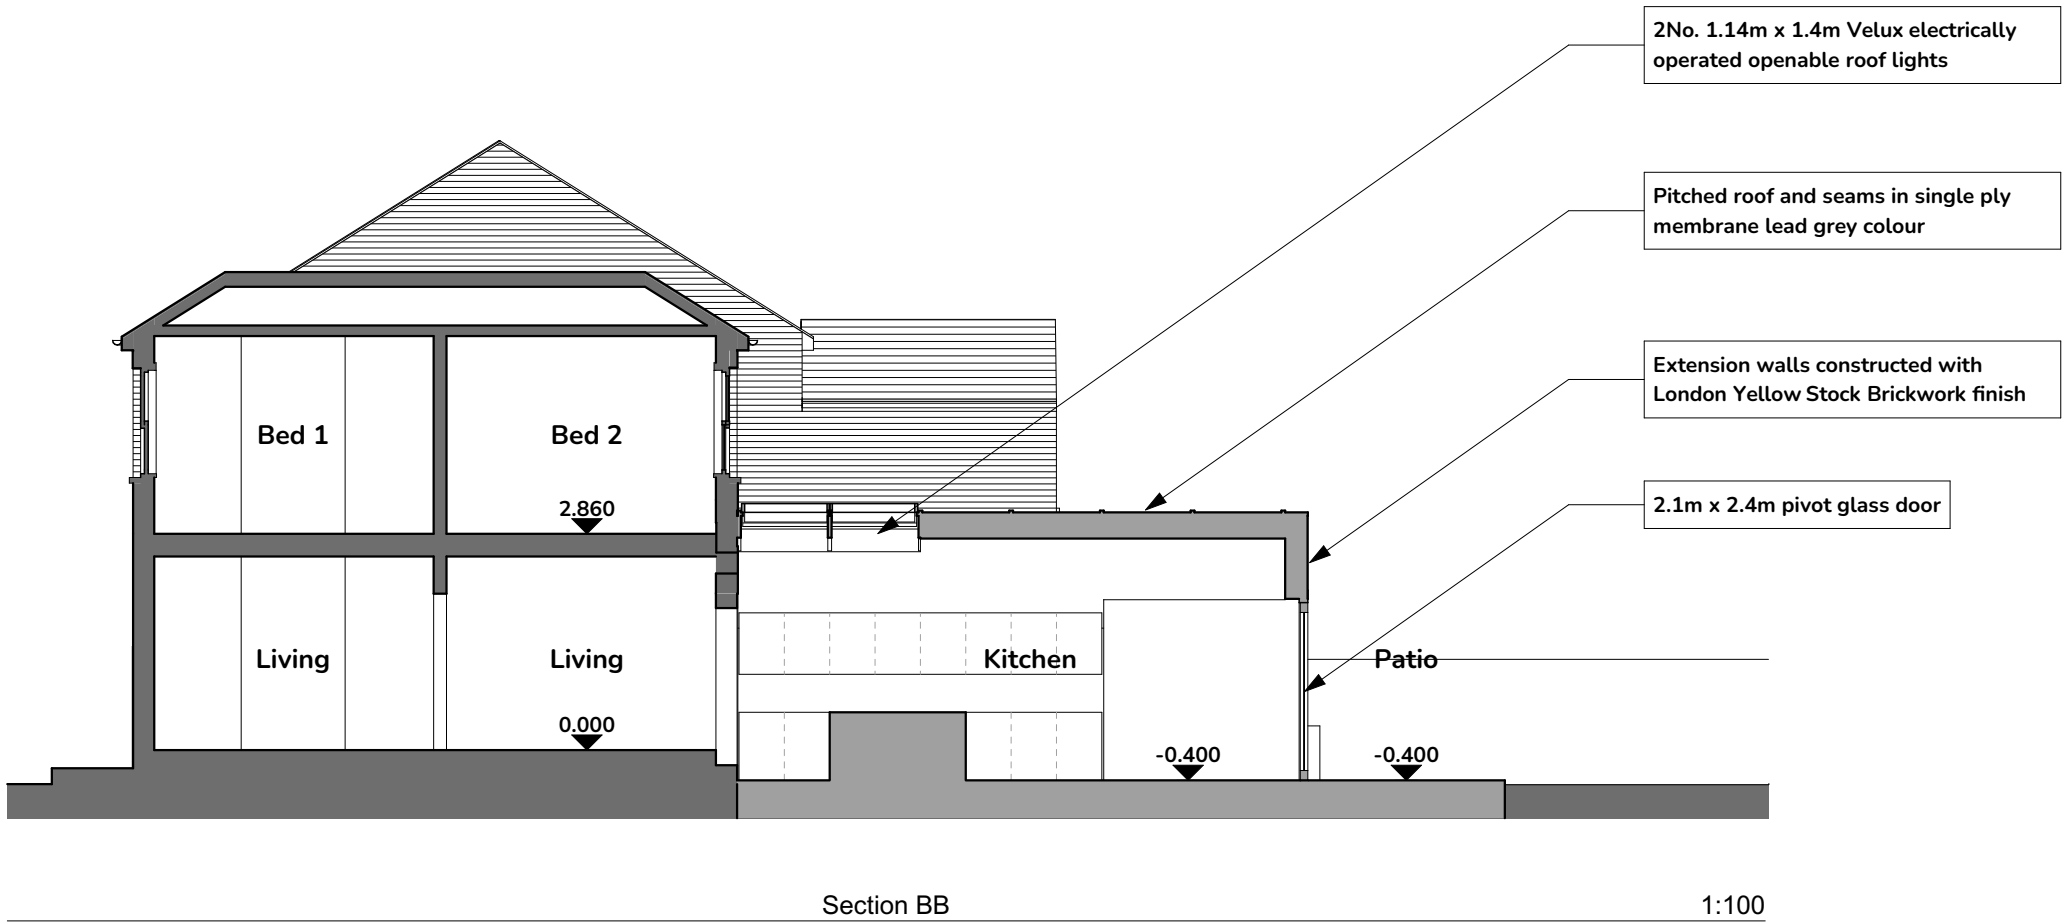 2No. 1.14m x 1.4m Velux electrically
operated openable roof lights
Pitched roof and seams in single ply
membrane lead grey colour
Extension walls constructed with
London Yellow Stock Brickwork finish
2.1m x 2.4m pivot glass door
Bed 1
Bed 2
2.860
Living
Living
Kitchen
Patio
0.000
-0.400
-0.400
Section BB
1:100